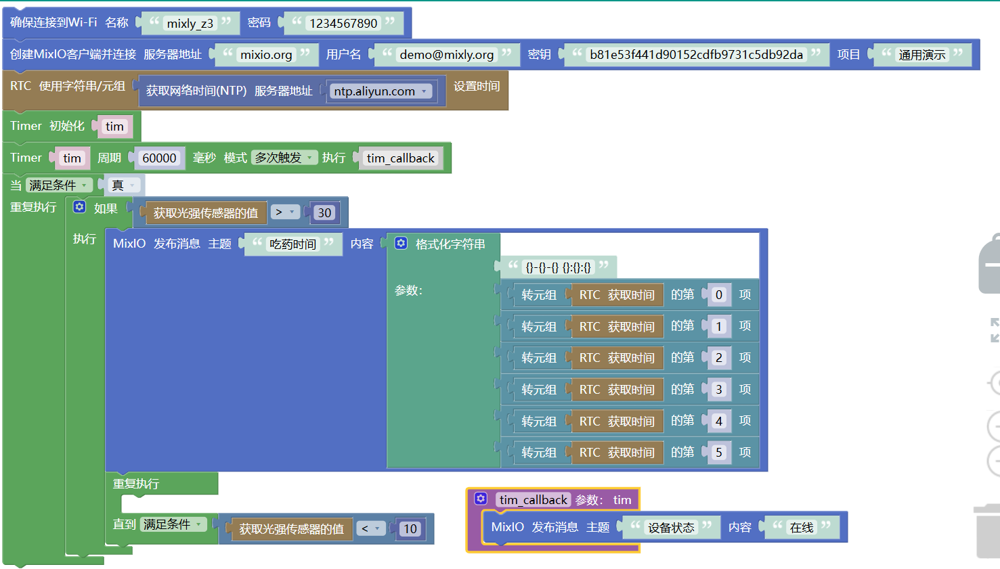 确保连接到Wi-Fi 名称 “ mixly_z3 ” 密码 “ 1234567890 ”
创建MixIO客户端并连接 服务器地址 “ mixio.org ” 用户名 “ demo@mixly.org ” 密钥 “ b81e53f441d90152cdfb9731c5db92da ” 项目 “ 通用演示 ”
RTC 使用字符串/元组 获取网络时间(NTP) 服务器地址 ntp.aliyun.com 设置时间
Timer 初始化 tim
Timer tim 周期 60000 毫秒 模式 多次触发 执行 tim_callback
当 满足条件 真
重复执行 如果 获取光强传感器的值 > 30
执行 MixIO 发布消息 主题 “ 吃药时间 ” 内容 格式化字符串
“ {}-{}-{} {}:{}:{} ”
参数: 转元组 RTC 获取时间 的第 0 项
转元组 RTC 获取时间 的第 1 项
转元组 RTC 获取时间 的第 2 项
转元组 RTC 获取时间 的第 3 项
转元组 RTC 获取时间 的第 4 项
转元组 RTC 获取时间 的第 5 项
重复执行
直到 满足条件 获取光强传感器的值 < 10
tim_callback 参数: tim
MixIO 发布消息 主题 “ 设备状态 ” 内容 “ 在线 ”